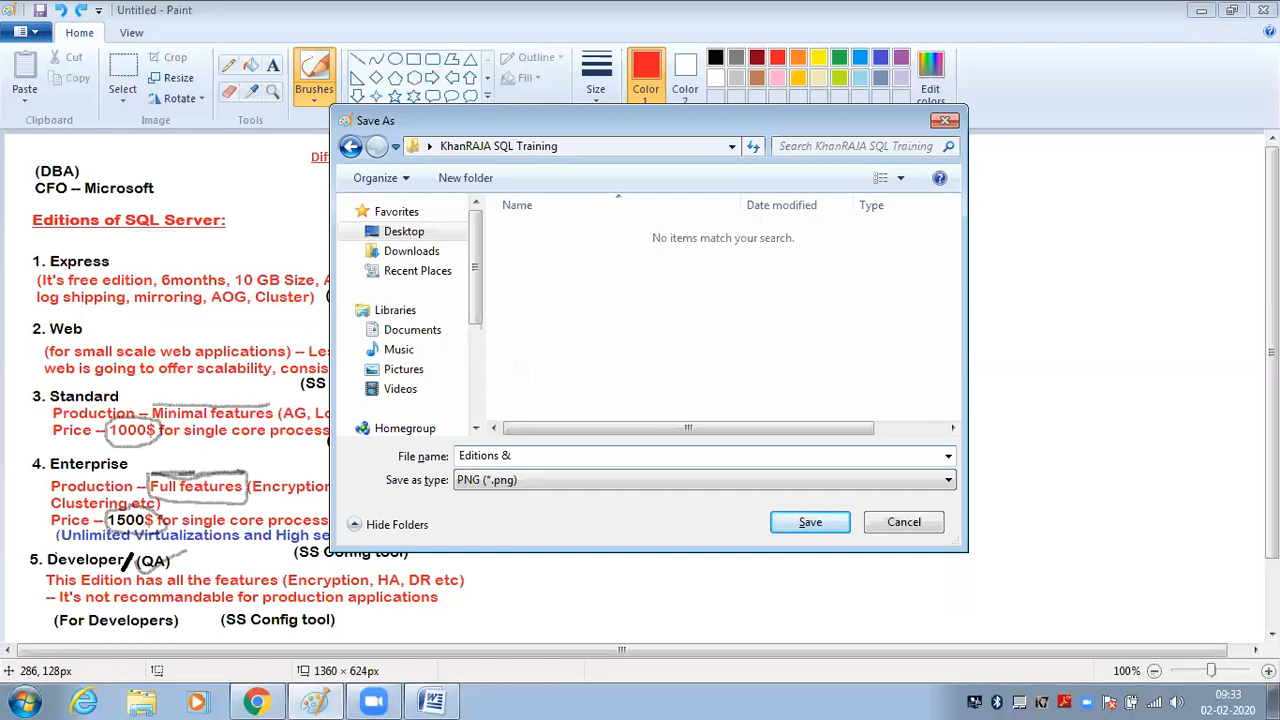 Untitled - Paint
Home
View
Paste
Cut
Copy
Clipboard
Select
Crop
Resize
Rotate
Image
Tools
Brushes
Outline
Fill
Size
Color 1
Color 2
Edit colors
(DBA)
CFO -- Microsoft
Editions of SQL Server:
1. Express
(It's free edition, 6months, 10 GB Size,
log shipping, mirroring, AOG, Cluster)
2. Web
(for small scale web applications) --
web is going to offer scalability,
(SS
3. Standard
Production -- Minimal features (AG,
Price -- 1000$ for single core
4. Enterprise
Production -- Full features (Encryption
Clustering etc)
Price -- 1500$ for single core
(Unlimited Virtualizations and High
(SS Config tool)
5. Developer/(QA)
This Edition has all the features (Encryption, HA, DR etc)
-- It's not recommandable for production applications
(For Developers) (SS Config tool)
Save As
KhanRAJA SQL Training
Search KhanRAJA SQL Training
Organize
New folder
Favorites
Desktop
Downloads
Recent Places
Libraries
Documents
Music
Pictures
Videos
Homegroup
Name
Date modified
Type
No items match your search.
File name: Editions &
Save as type: PNG (*.png)
Hide Folders
Save
Cancel
286, 128px
1360 × 624px
100%
09:33
02-02-2020